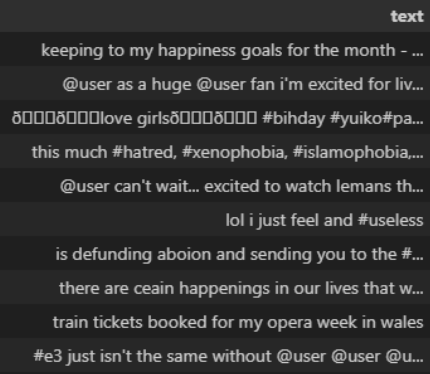 text
keeping to my happiness goals for the month - ...
@user as a huge @user fan i'm excited for liv...
ð□□□ð□□□love girlsð□□□ð□□□ #bihday #yuiko#pa...
this much #hatred, #xenophobia, #islamophobia,...
@user can't wait... excited to watch lemans th...
lol i just feel and #useless
is defunding aboion and sending you to the #...
there are ceain happenings in our lives that w...
train tickets booked for my opera week in wales
#e3 just isn't the same without @user @user @u...